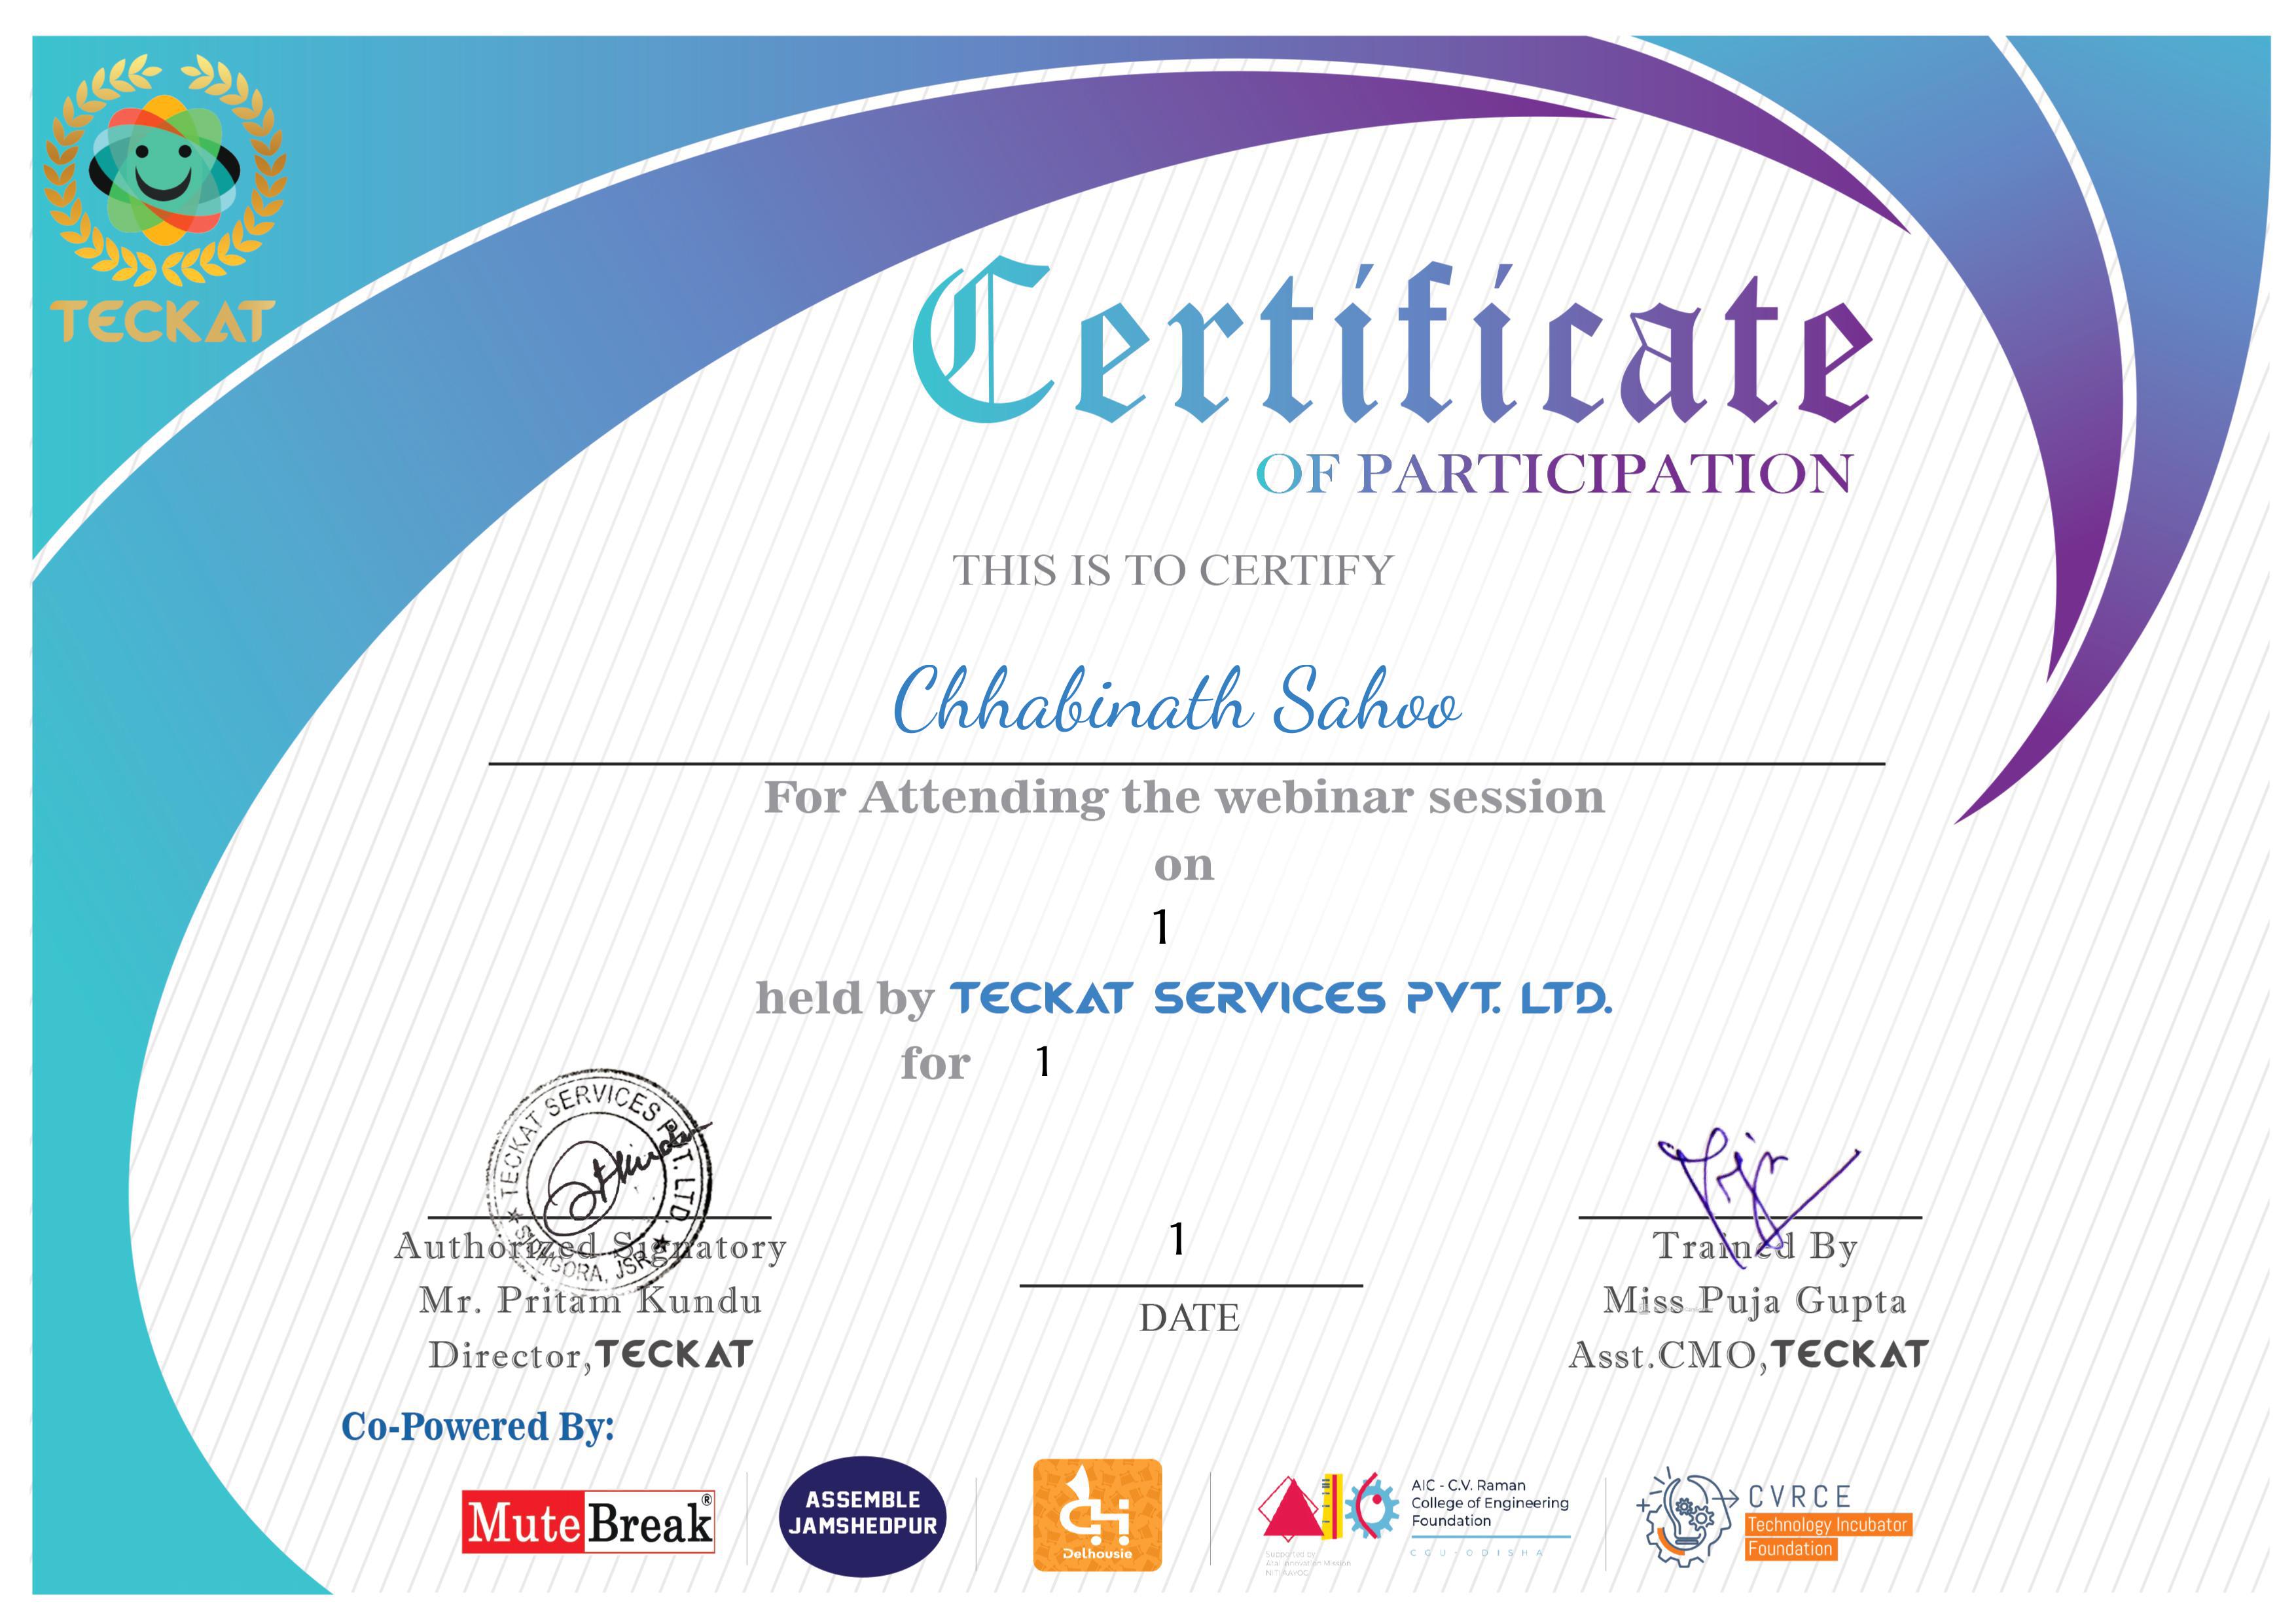 TECKAT
Certificate
OF PARTICIPATION
THIS IS TO CERTIFY
Chhabinath Sahoo
For Attending the webinar session
on
1
held by TECKAT SERVICES PVT. LTD.
for 1
TECKAT SERVICES PVT. LTD.
JSR
Authorized Signatory
Mr. Pritam Kundu
Director,TECKAT
1
DATE
Trained By
Miss Puja Gupta
Asst.CMO,TECKAT
Co-Powered By:
MuteBreak®
ASSEMBLE
JAMSHEDPUR
Delhousie
AIC - C.V. Raman
College of Engineering
Foundation
CGU-ODISHA
Supported by
Atal Innovation Mission
NITI AAYOG
CVRCE
Technology Incubator
Foundation